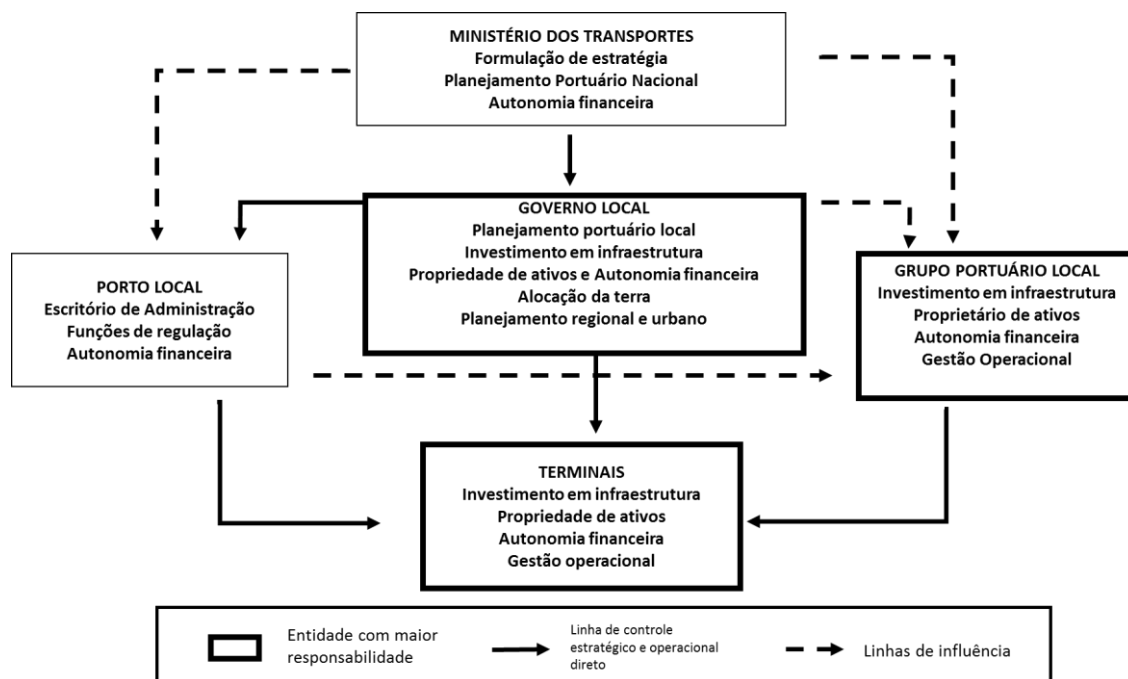 MINISTÉRIO DOS TRANSPORTES
Formulação de estratégia
Planejamento Portuário Nacional
Autonomia financeira
GOVERNO LOCAL
Planejamento portuário local
Investimento em infraestrutura
Propriedade de ativos e Autonomia financeira
Alocação da terra
Planejamento regional e urbano
PORTO LOCAL
Escritório de Administração
Funções de regulação
Autonomia financeira
GRUPO PORTUÁRIO LOCAL
Investimento em infraestrutura
Proprietário de ativos
Autonomia financeira
Gestão Operacional
TERMINAIS
Investimento em infraestrutura
Propriedade de ativos
Autonomia financeira
Gestão operacional
Entidade com maior
responsabilidade
Linha de controle
estratégico e operacional
direto
Linhas de influência